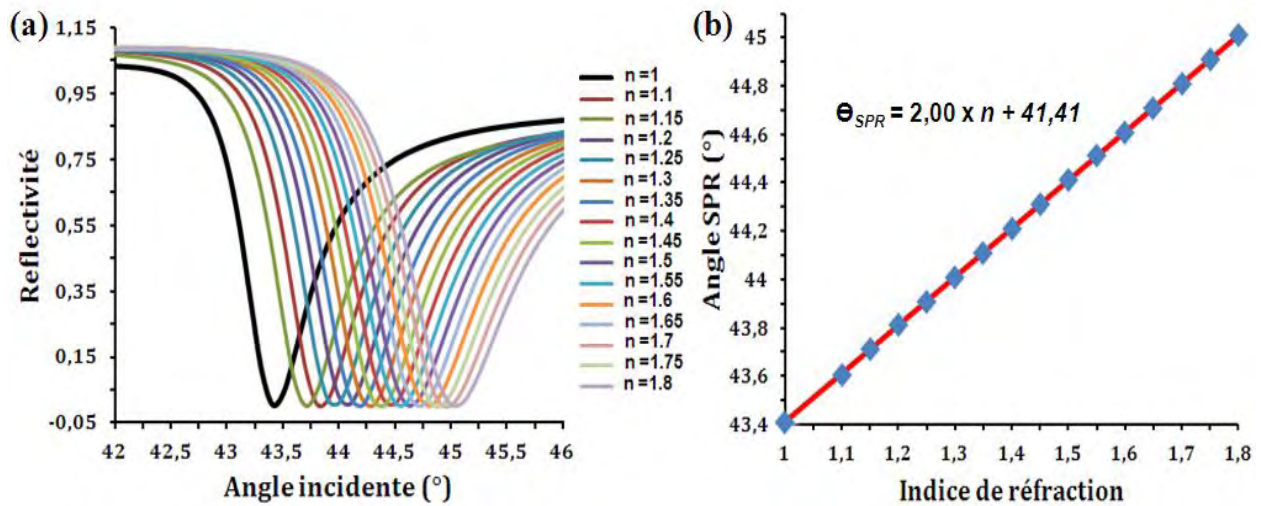 (a)
1,15
0,95
0,75
0,55
0,35
0,15
-0,05
Reflectivité
42
42,5
43
43,5
44
44,5
45
45,5
46
Angle incidente (°)
n =1
n =1.1
n =1.15
n =1.2
n =1.25
n =1.3
n =1.35
n =1.4
n =1.45
n =1.5
n =1.55
n =1.6
n =1.65
n =1.7
n =1.75
n =1.8
(b)
45
44,8
44,6
44,4
44,2
44
43,8
43,6
43,4
Angle SPR (°)
ϴSPR = 2,00 x n + 41,41
1
1,1
1,2
1,3
1,4
1,5
1,6
1,7
1,8
Indice de réfraction